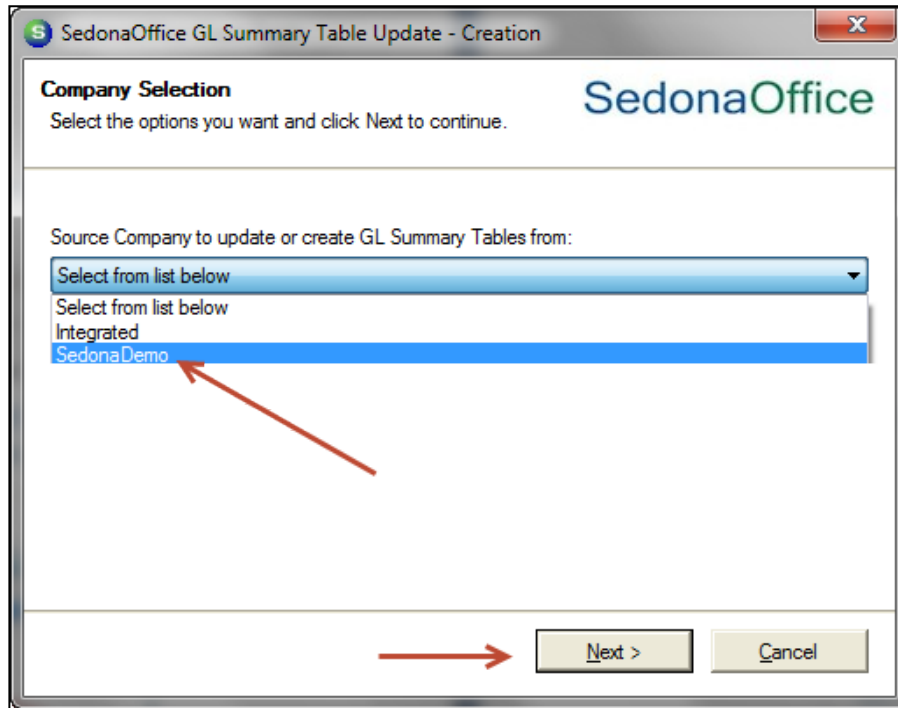 SedonaOffice GL Summary Table Update - Creation
X
Company Selection
Select the options you want and click Next to continue.
SedonaOffice
Source Company to update or create GL Summary Tables from:
Select from list below
Select from list below
Integrated
SedonaDemo
Next >
Cancel